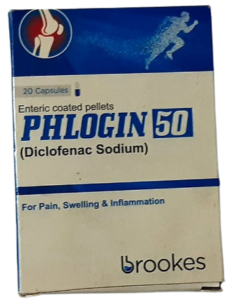 20 Capsules
Enteric coated pellets
PHLOGIN 50
(Diclofenac Sodium)
For Pain, Swelling & Inflammation
brookes